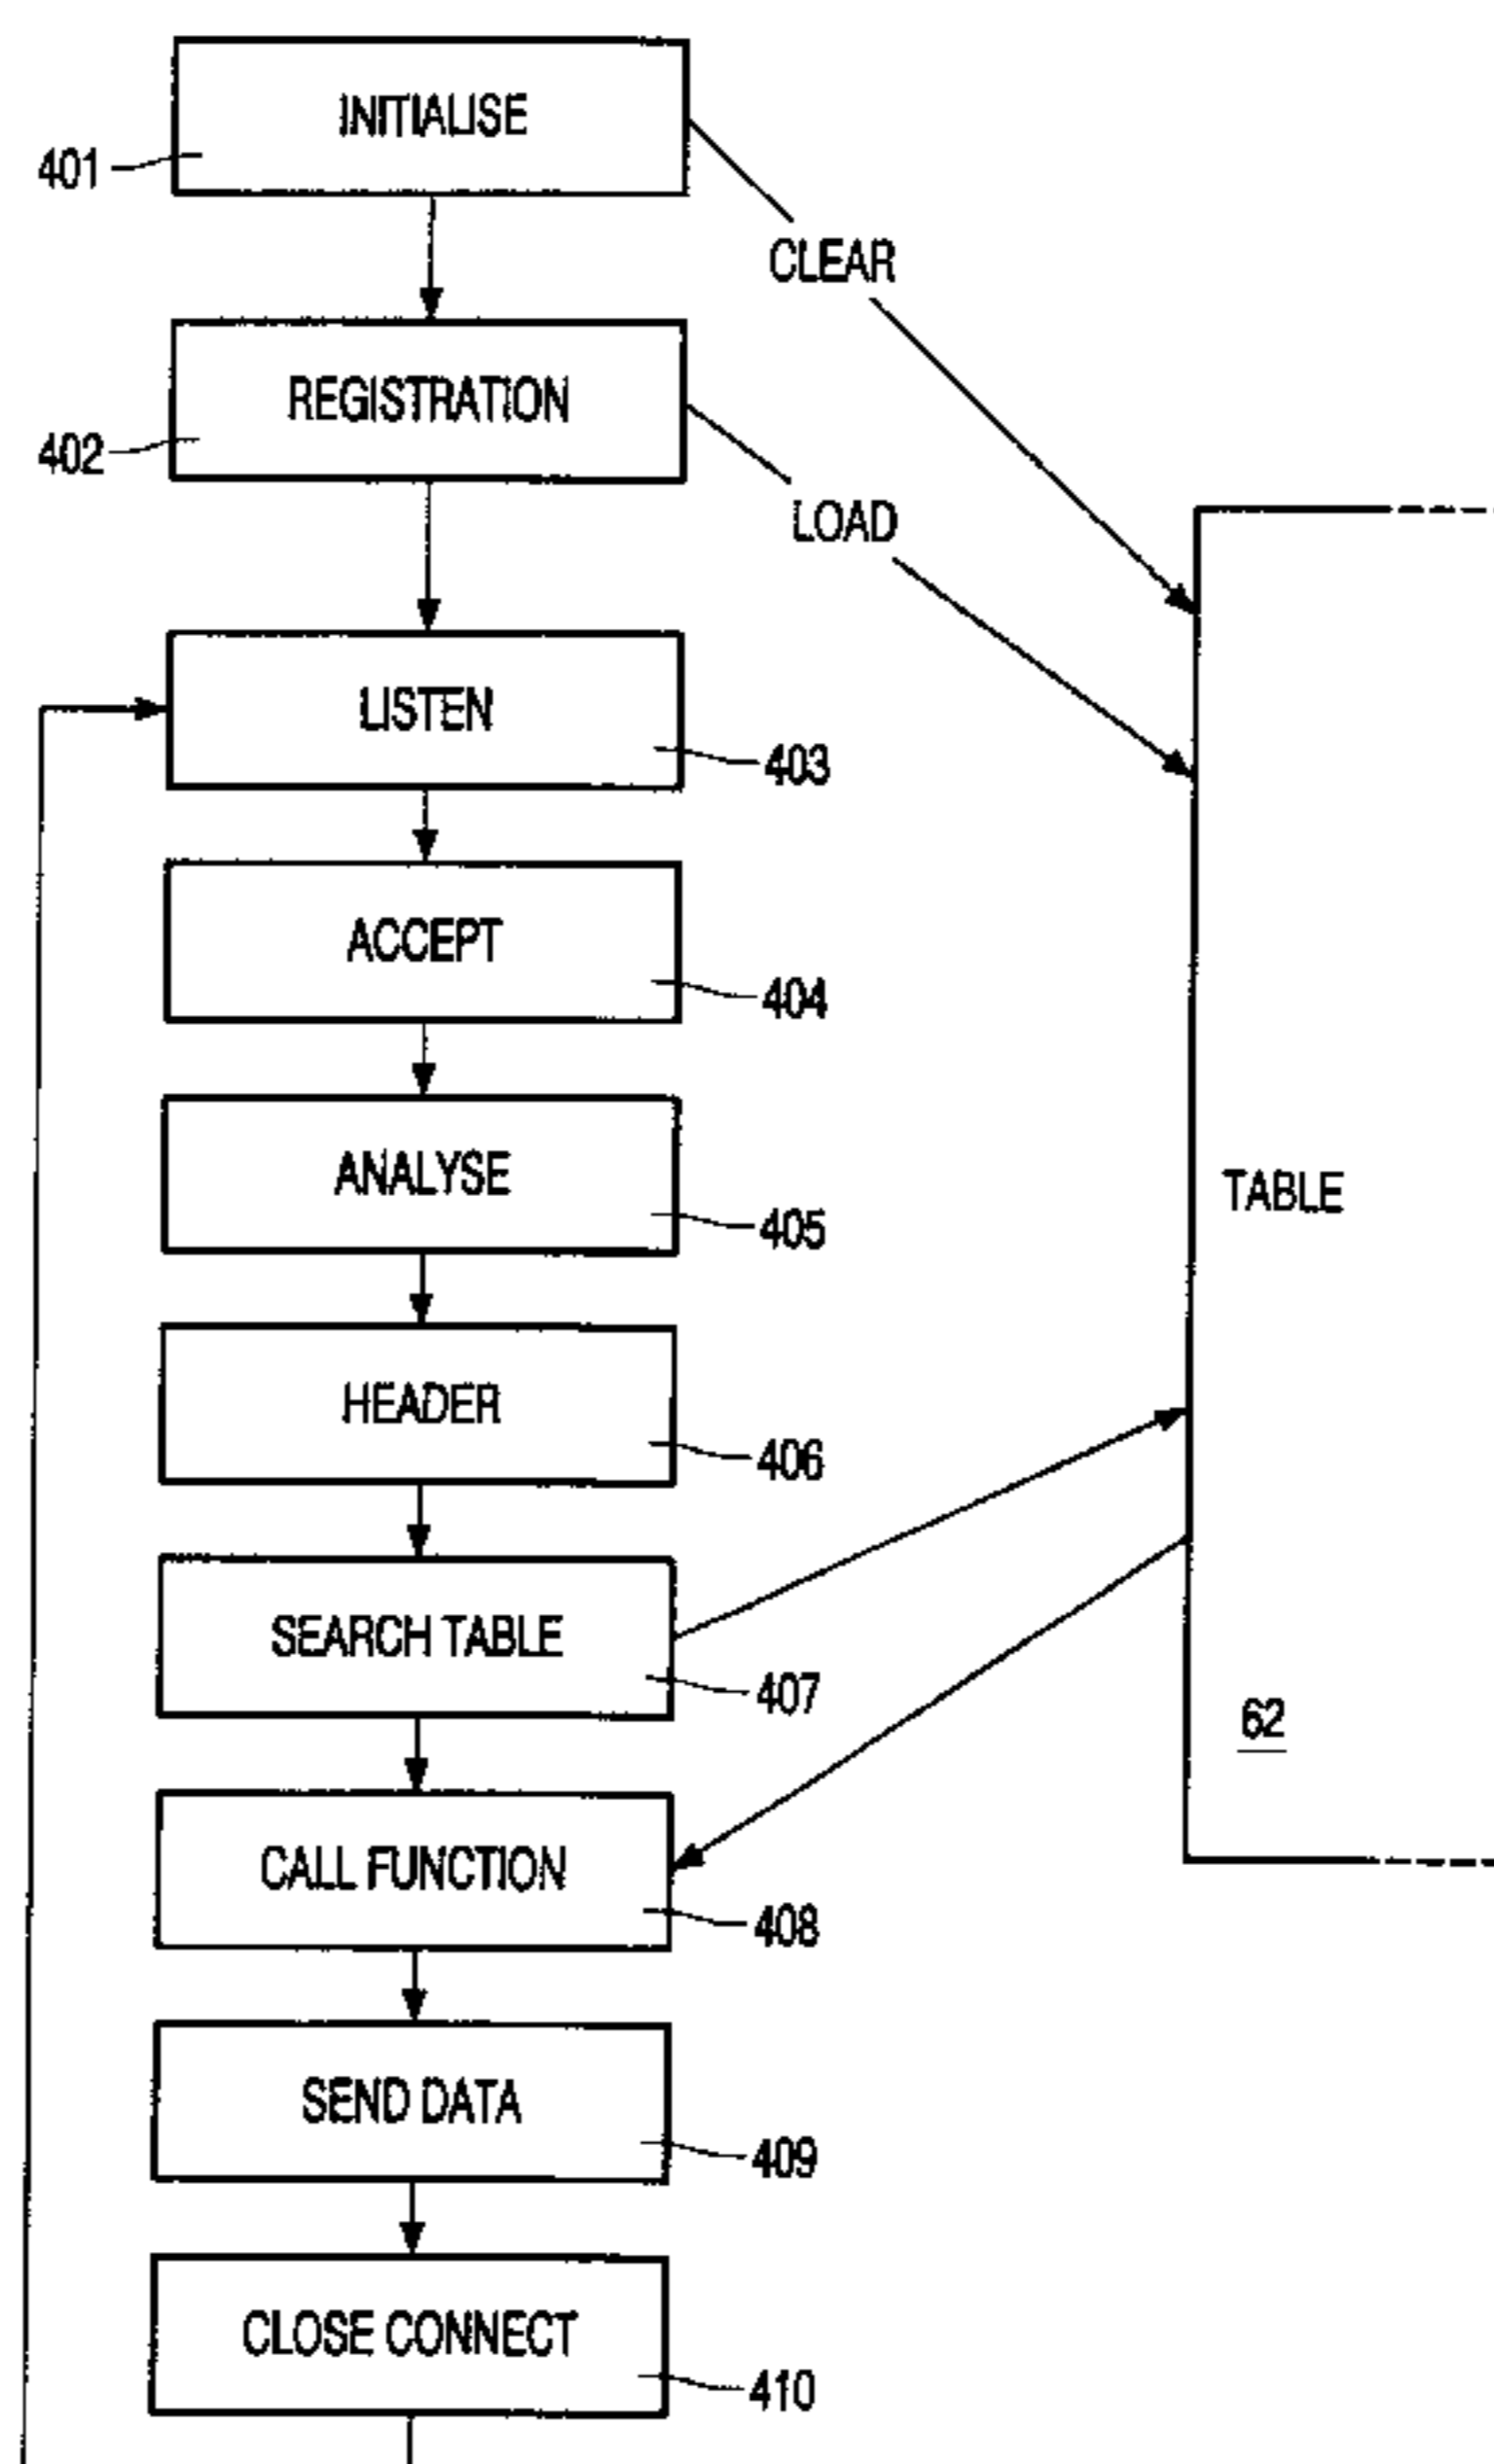 INITIALISE
401
CLEAR
REGISTRATION
402
LOAD
LISTEN
403
ACCEPT
404
ANALYSE
405
TABLE
HEADER
406
SEARCH TABLE
407
62
CALL FUNCTION
408
SEND DATA
409
CLOSE CONNECT
410